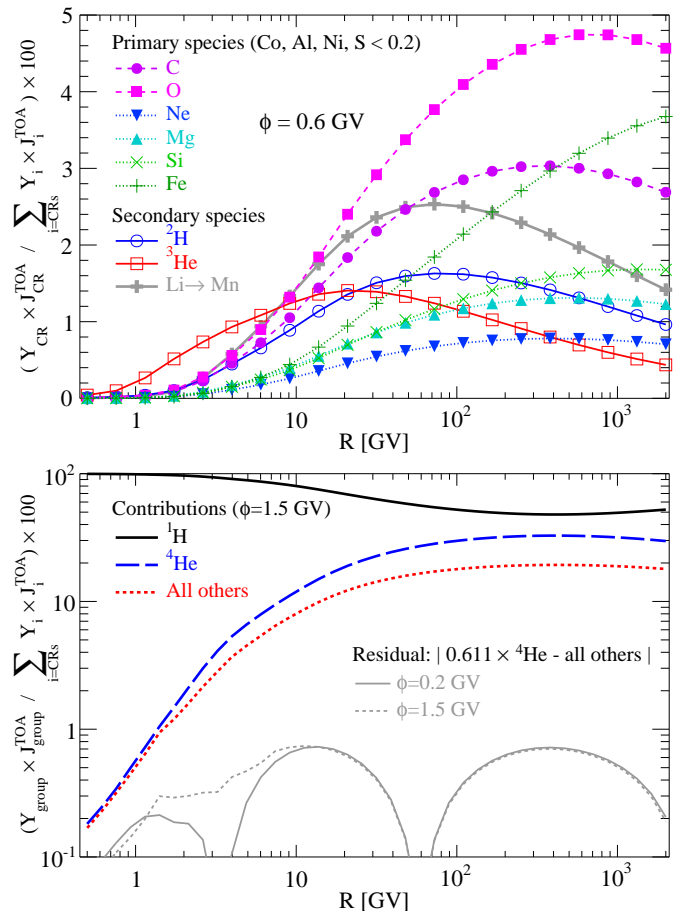 ( Y_CR × J_CR^TOA / ∑_{i=CRs} Y_i × J_i^TOA ) × 100
5
4
3
2
1
0
Primary species (Co, Al, Ni, S < 0.2)
C
O
Ne
Mg
Si
Fe
ϕ = 0.6 GV
Secondary species
²H
³He
Li→ Mn
1 10 10² 10³
R [GV]
(Y_group × J_group^TOA / ∑_{i=CRs} Y_i × J_i^TOA) × 100
10²
10
1
10⁻¹
Contributions (ϕ=1.5 GV)
¹H
⁴He
All others
Residual: | 0.611 × ⁴He - all others |
ϕ=0.2 GV
ϕ=1.5 GV
1 10 10² 10³
R [GV]